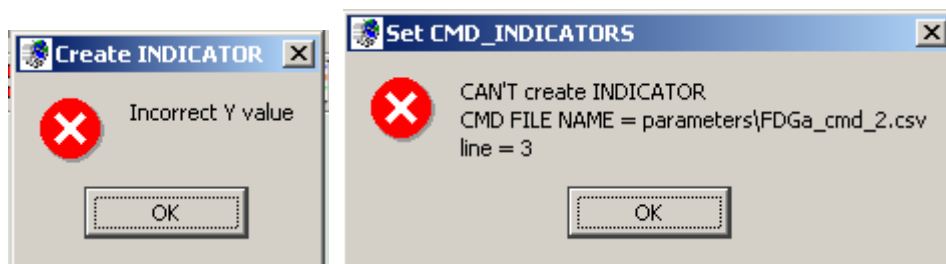 Create INDICATOR
Incorrect Y value
OK
Set CMD_INDICATORS
CAN'T create INDICATOR
CMD FILE NAME = parameters\FDGa_cmd_2.csv
line = 3
OK